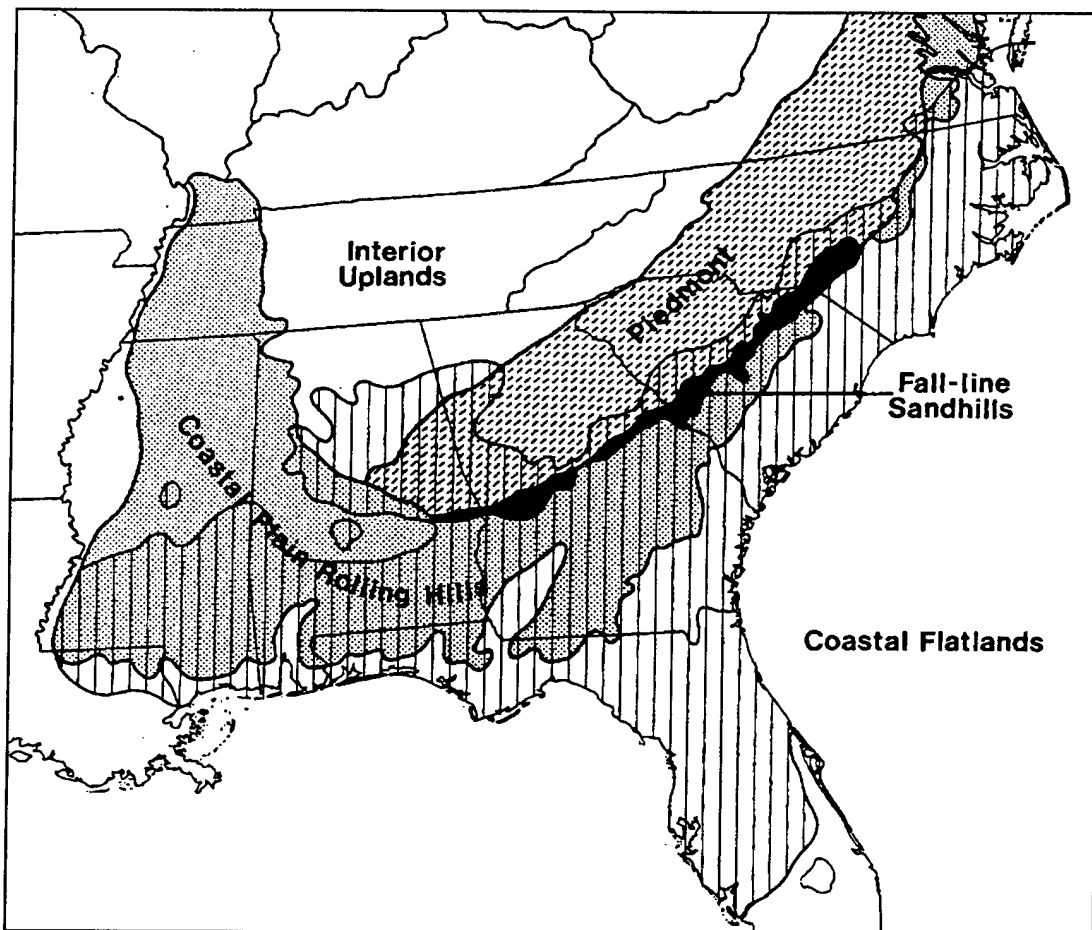 Interior
Uplands
Piedmont
Fall-line
Sandhills
Coastal Plain Rolling Hills
Coastal Flatlands